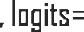 , logits=